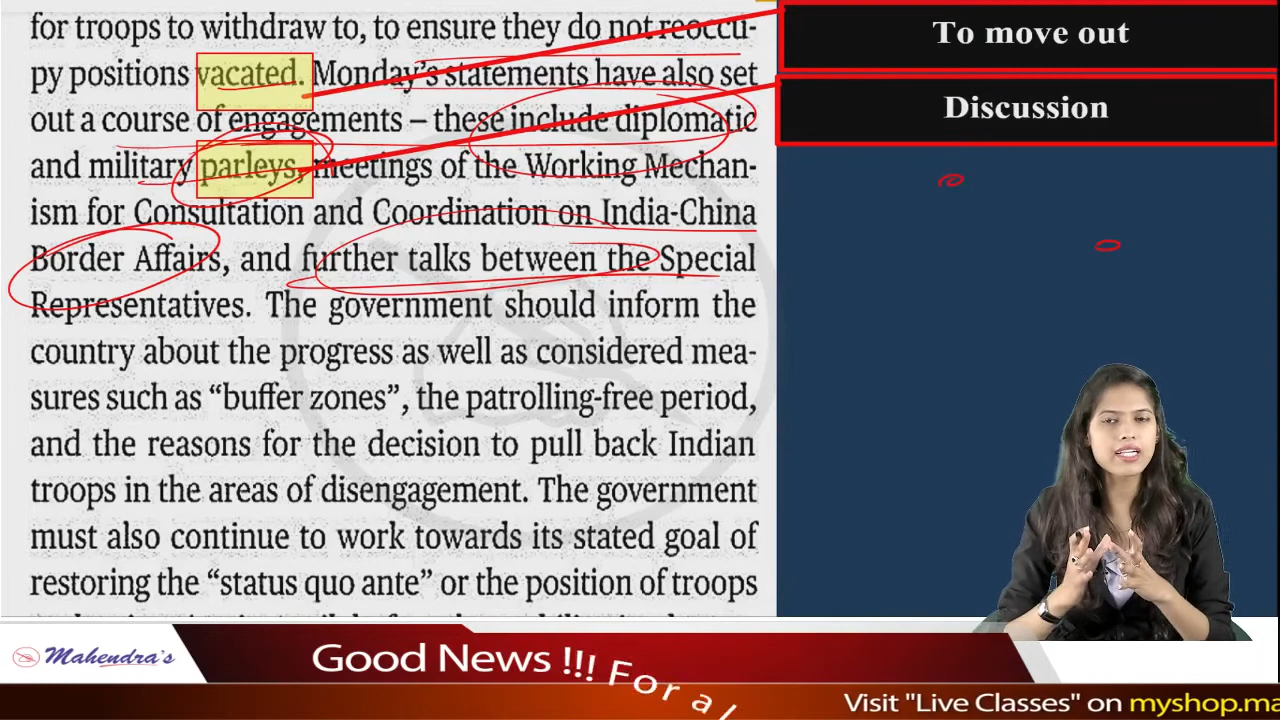 for troops to withdraw to, to ensure they do not reoccu-
py positions vacated. Monday's statements have also set
out a course of engagements – these include diplomatic
and military parleys, meetings of the Working Mechan-
ism for Consultation and Coordination on India-China
Border Affairs, and further talks between the Special
Representatives. The government should inform the
country about the progress as well as considered mea-
sures such as “buffer zones”, the patrolling-free period,
and the reasons for the decision to pull back Indian
troops in the areas of disengagement. The government
must also continue to work towards its stated goal of
restoring the “status quo ante” or the position of troops
To move out
Discussion
Mahendra's
Good News !!! For al
Visit "Live Classes" on myshop.ma